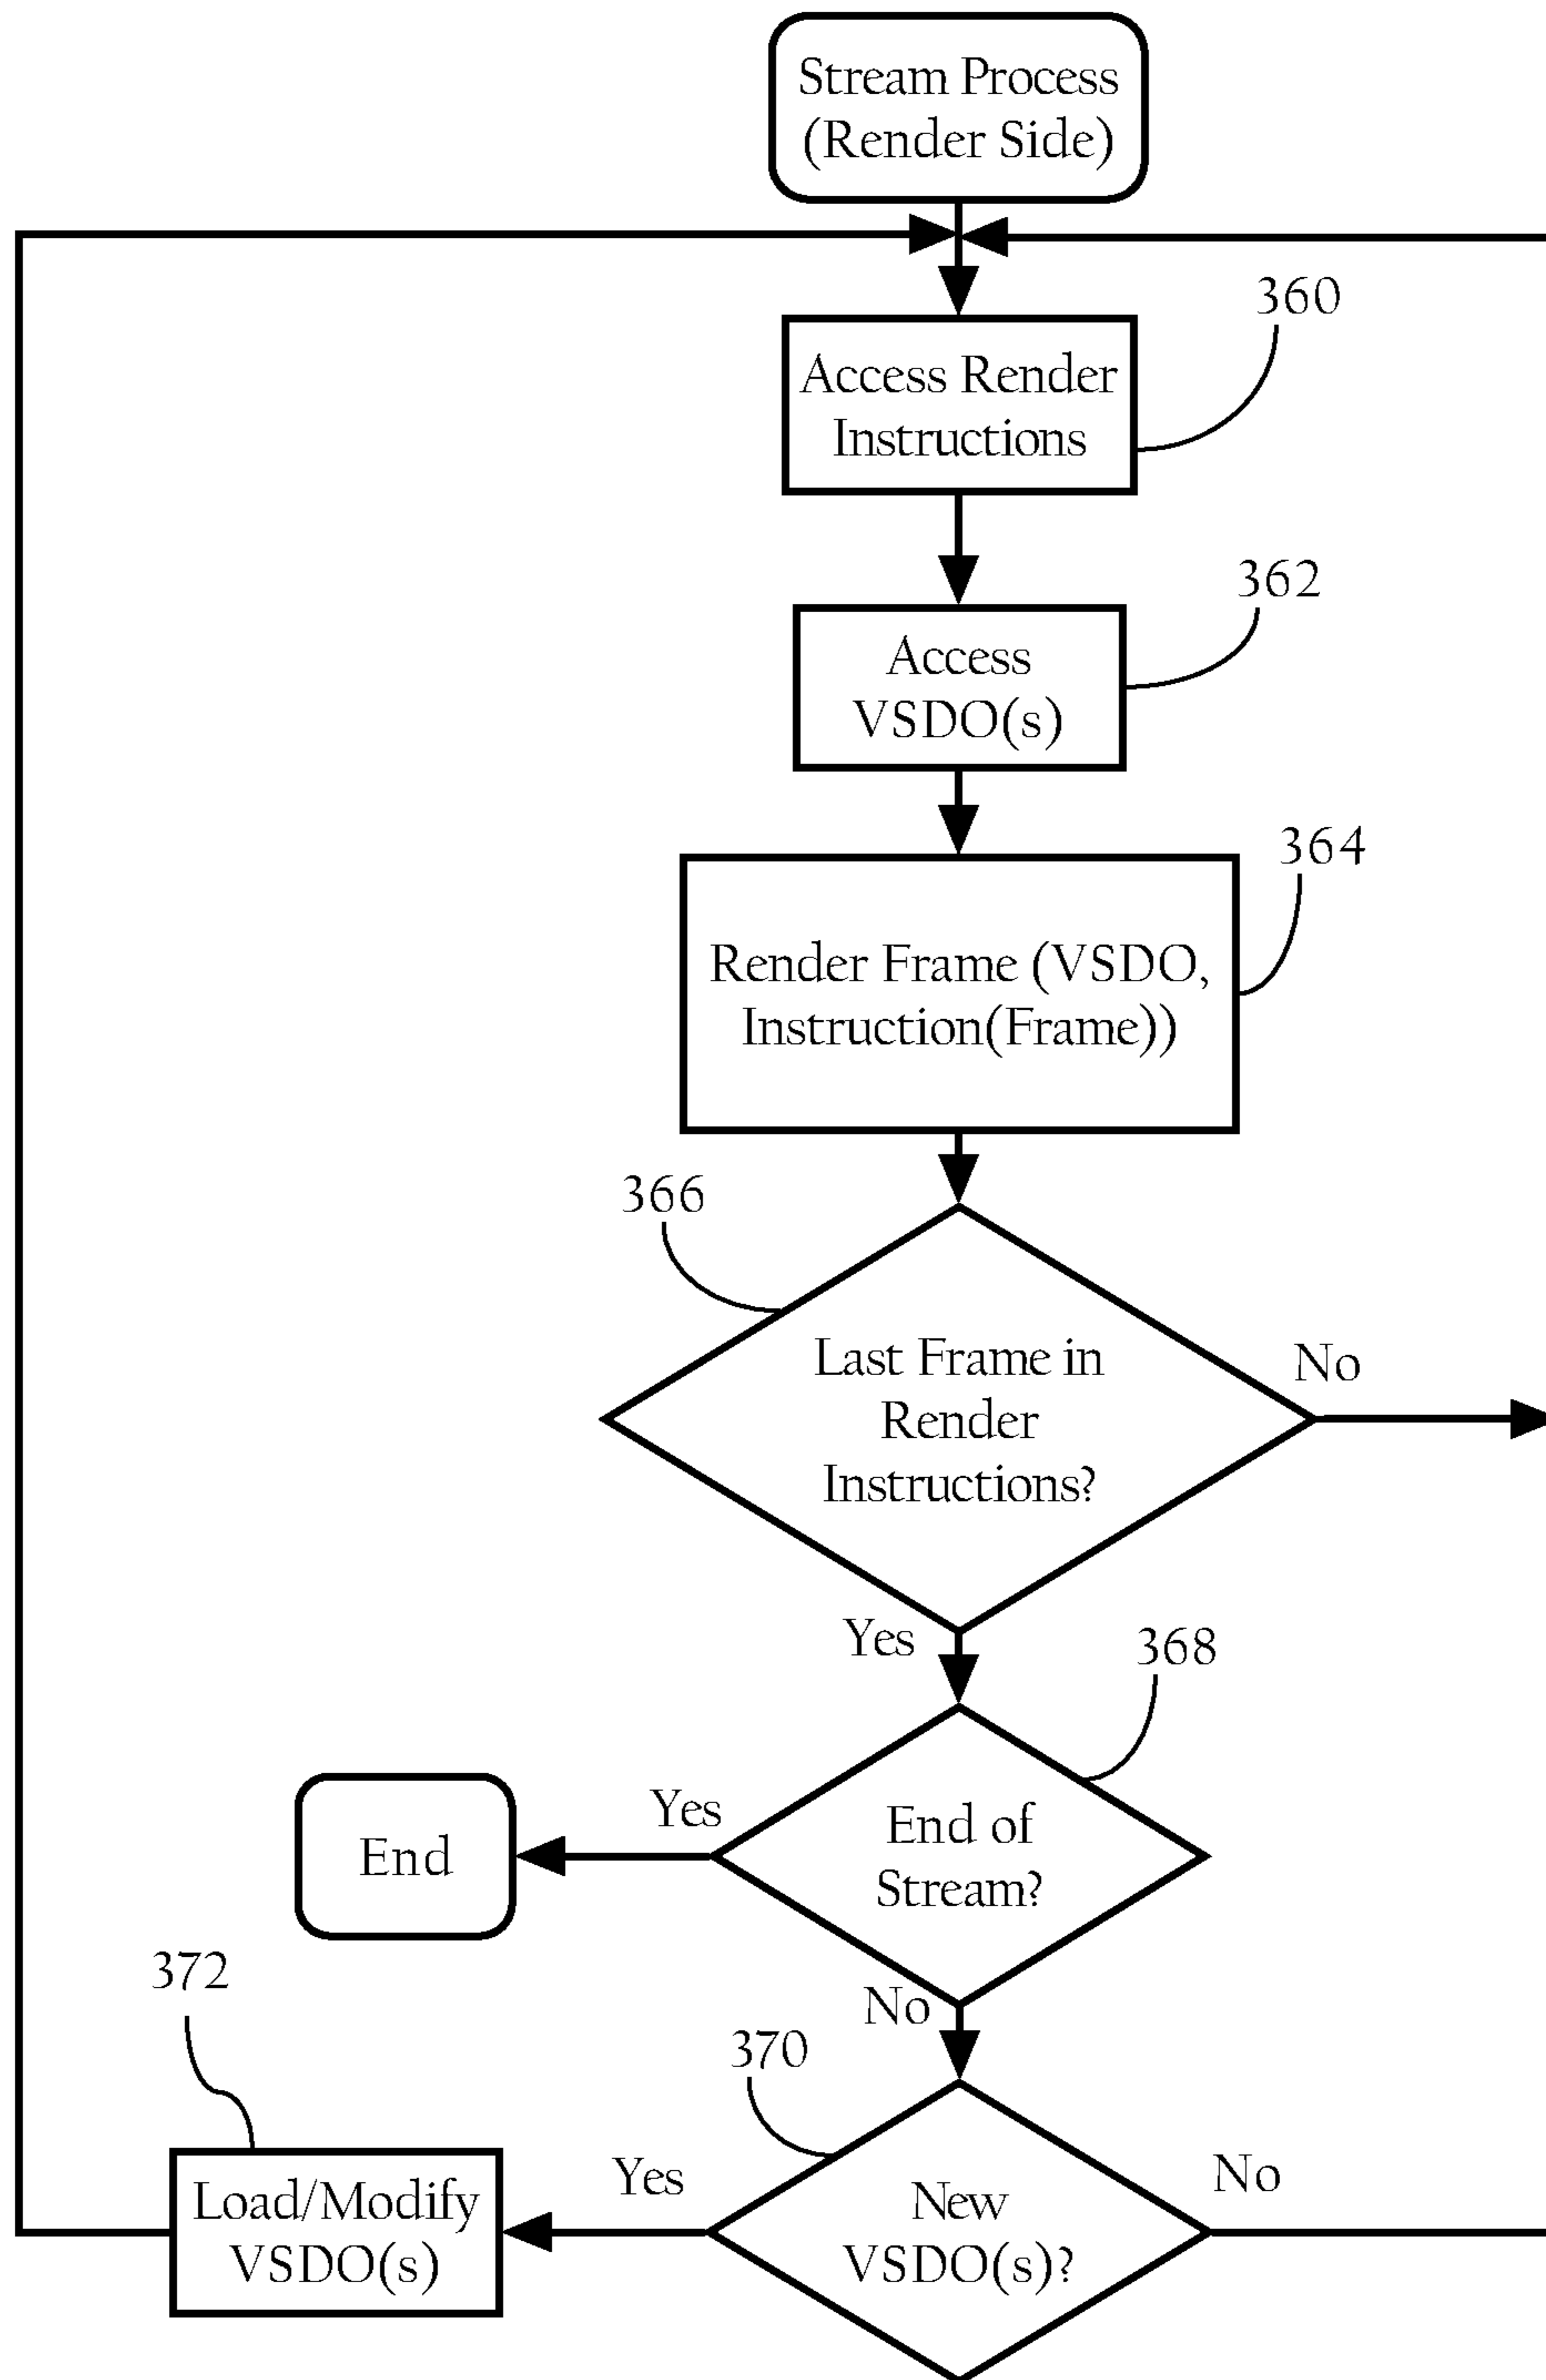 Stream Process
(Render Side)
360
Access Render
Instructions
362
Access
VSDO(s)
364
Render Frame (VSDO,
Instruction(Frame))
366
Last Frame in
Render
Instructions?
No
Yes
368
End of
Stream?
Yes
End
No
372
370
Load/Modify
VSDO(s)
Yes
New
VSDO(s)?
No